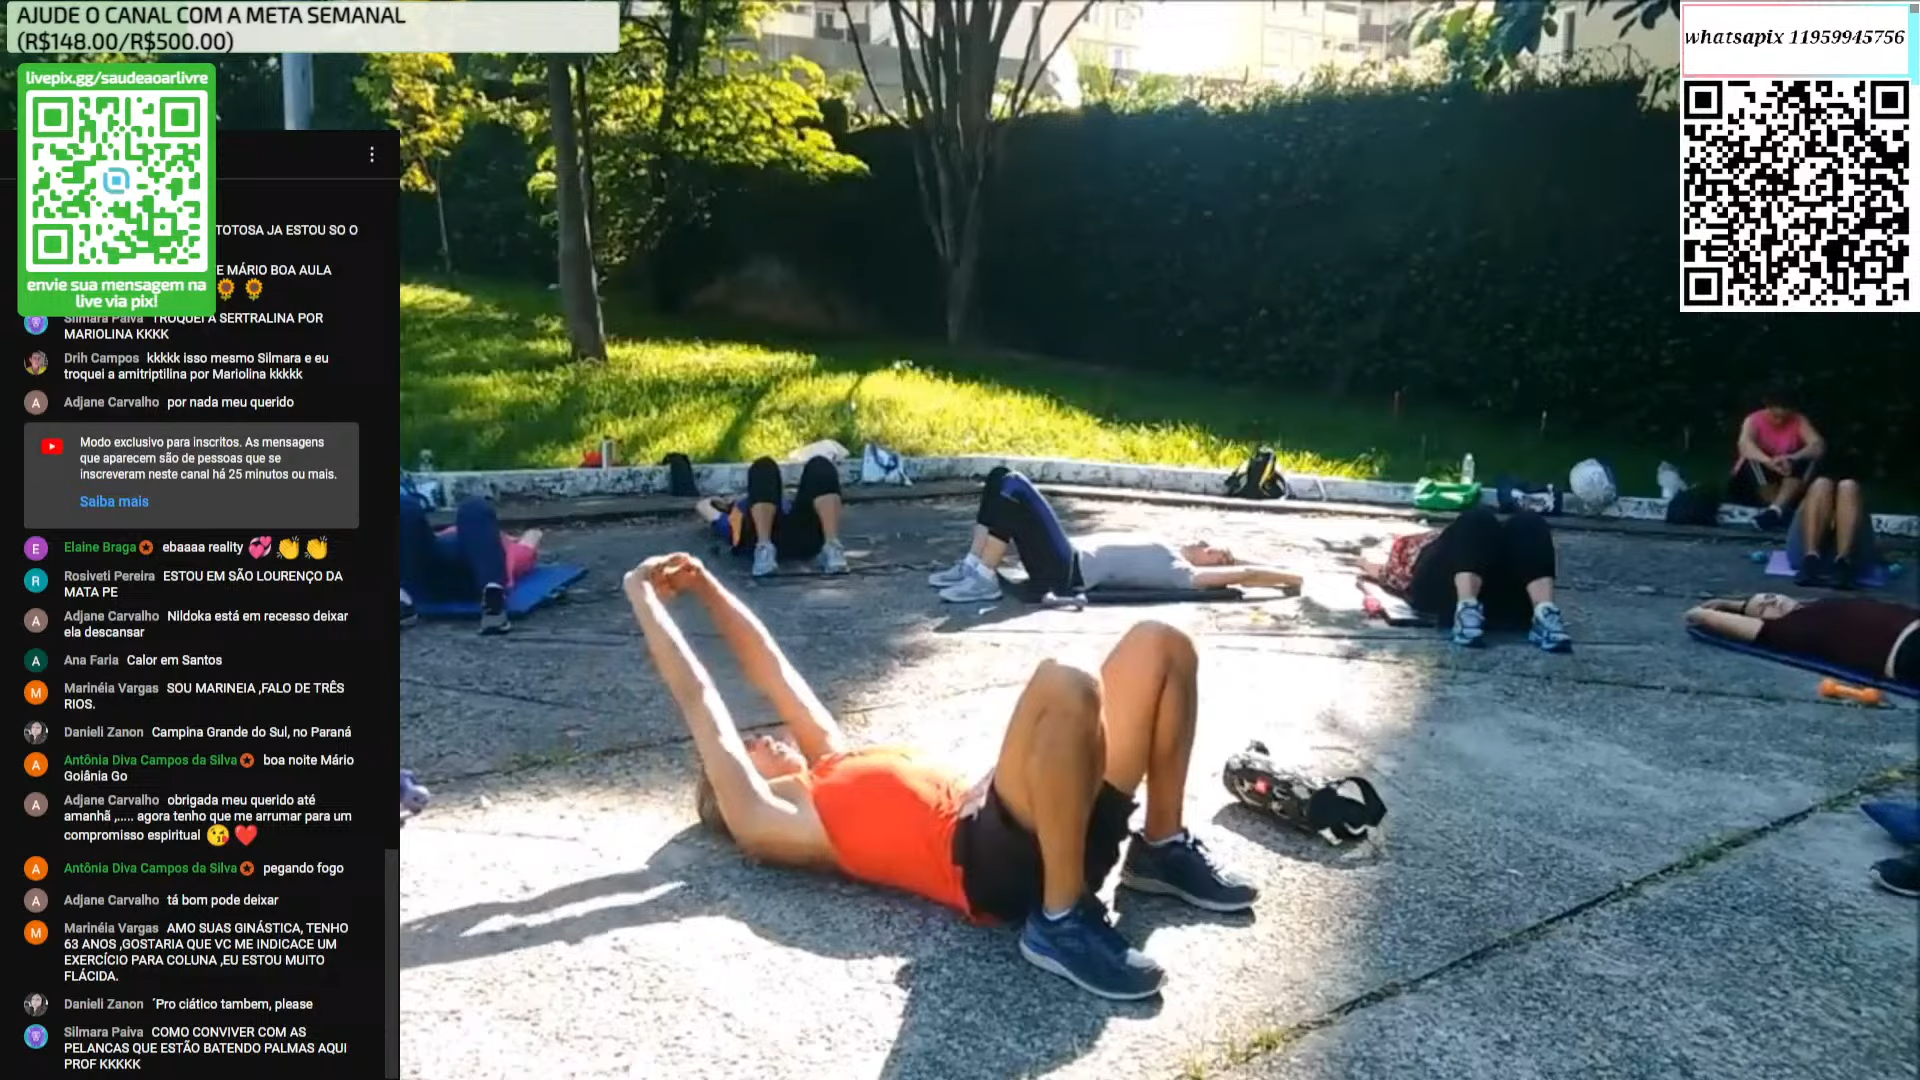 AJUDE O CANAL COM A META SEMANAL
(R$148.00/R$500.00)
livepix.gg/saudeaoarlivre
envie sua mensagem na
live via pix!
whatsapix 11959945756
TOTOSA JA ESTOU SO O
E MÁRIO BOA AULA
Silmara Paiva TROQUEI A SERTRALINA POR
MARIOLINA KKKK
Drih Campos kkkkk isso mesmo Silmara e eu
troquei a amitriptilina por Mariolina kkkkk
A Adjane Carvalho por nada meu querido
Modo exclusivo para inscritos. As mensagens
que aparecem são de pessoas que se
inscreveram neste canal há 25 minutos ou mais.
Saiba mais
E Elaine Braga ebaaaa reality 💞 👏 👏
R Rosiveti Pereira ESTOU EM SÃO LOURENÇO DA
MATA PE
A Adjane Carvalho Nildoka está em recesso deixar
ela descansar
A Ana Faria Calor em Santos
M Marinéia Vargas SOU MARINEIA ,FALO DE TRÊS
RIOS.
Danieli Zanon Campina Grande do Sul, no Paraná
A Antônia Diva Campos da Silva boa noite Mário
Goiânia Go
A Adjane Carvalho obrigada meu querido até
amanhã ,..... agora tenho que me arrumar para um
compromisso espiritual 😘 ❤️
A Antônia Diva Campos da Silva pegando fogo
A Adjane Carvalho tá bom pode deixar
M Marinéia Vargas AMO SUAS GINÁSTICA, TENHO
63 ANOS ,GOSTARIA QUE VC ME INDICACE UM
EXERCÍCIO PARA COLUNA ,EU ESTOU MUITO
FLÁCIDA.
Danieli Zanon ´Pro ciático tambem, please
Silmara Paiva COMO CONVIVER COM AS
PELANCAS QUE ESTÃO BATENDO PALMAS AQUI
PROF KKKKK